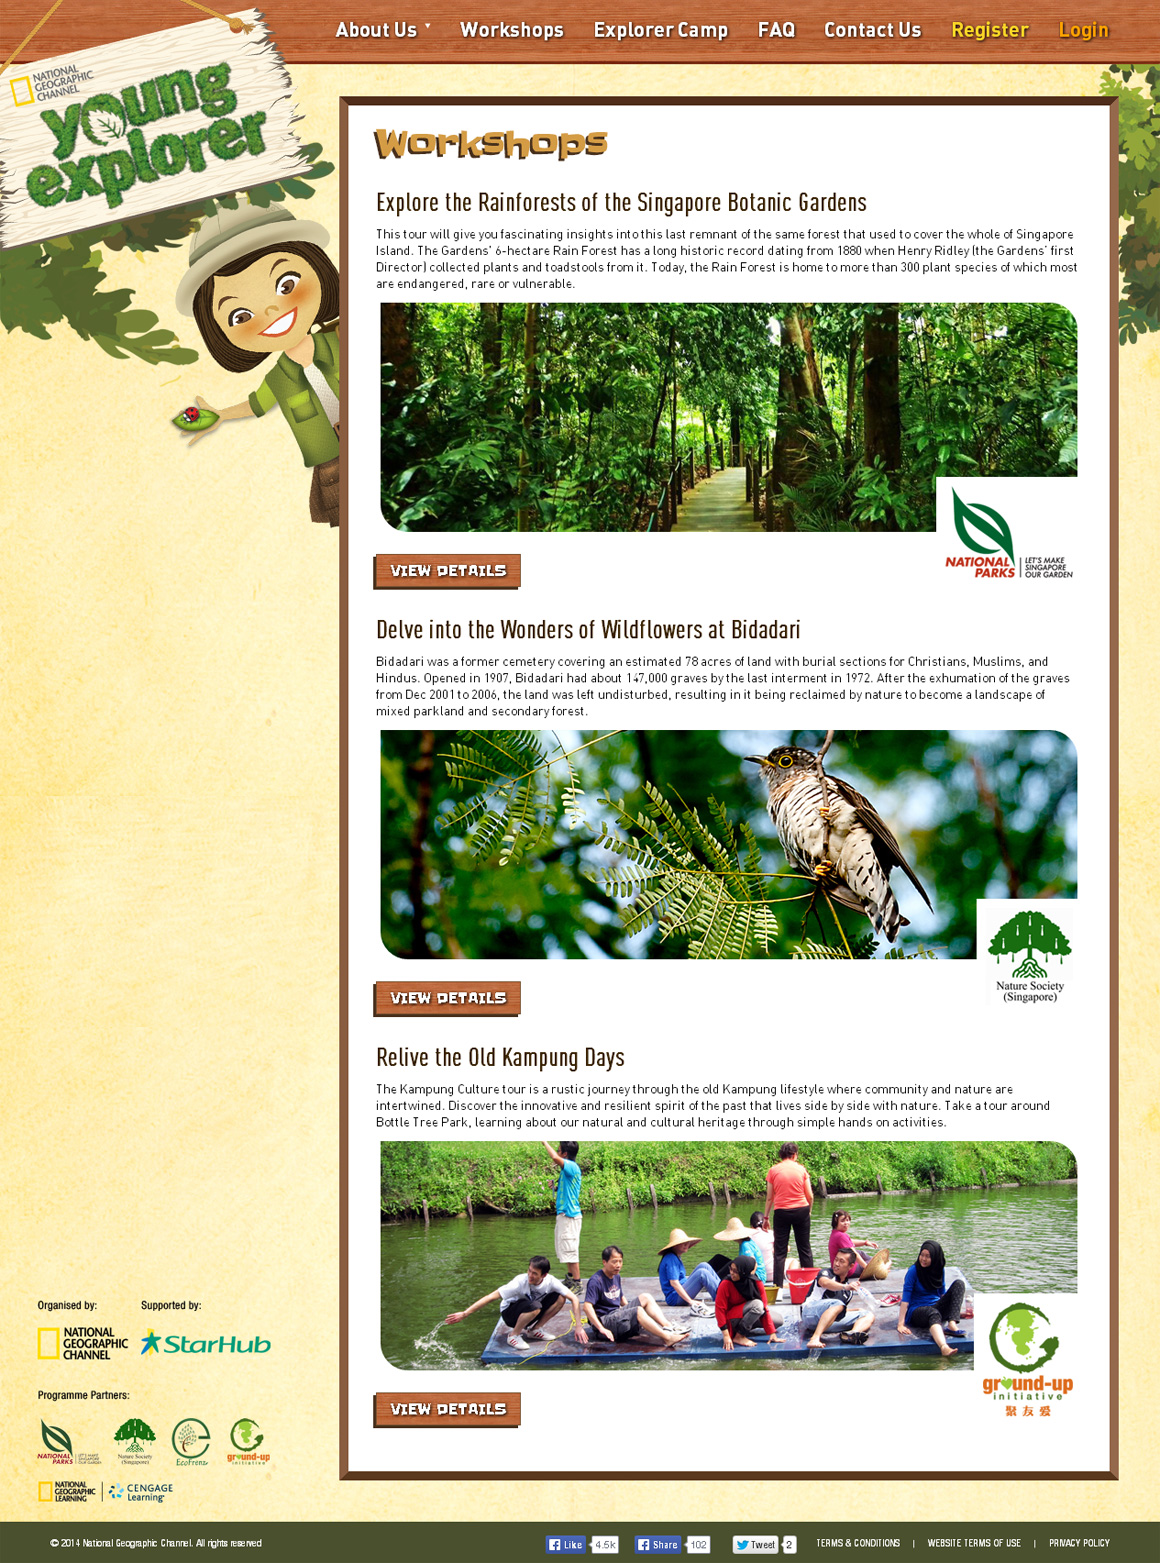 About Us
Workshops
Explorer Camp
FAQ
Contact Us
Register
Login
NATIONAL
GEOGRAPHIC
CHANNEL
young
explorer
Workshops
Explore the Rainforests of the Singapore Botanic Gardens
This tour will give you fascinating insights into this last remnant of the same forest that used to cover the whole of Singapore
Island. The Gardens' 6-hectare Rain Forest has a long historic record dating from 1880 when Henry Ridley (the Gardens' first
Director) collected plants and toadstools from it. Today, the Rain Forest is home to more than 300 plant species of which most
are endangered, rare or vulnerable.
NATIONAL
PARKS
LET'S MAKE
SINGAPORE
OUR GARDEN
VIEW DETAILS
Delve into the Wonders of Wildflowers at Bidadari
Bidadari was a former cemetery covering an estimated 78 acres of land with burial sections for Christians, Muslims, and
Hindus. Opened in 1907, Bidadari had about 147,000 graves by the last interment in 1972. After the exhumation of the graves
from Dec 2001 to 2006, the land was left undisturbed, resulting in it being reclaimed by nature to become a landscape of
mixed parkland and secondary forest.
Nature Society
(Singapore)
VIEW DETAILS
Relive the Old Kampung Days
The Kampung Culture tour is a rustic journey through the old Kampung lifestyle where community and nature are
intertwined. Discover the innovative and resilient spirit of the past that lives side by side with nature. Take a tour around
Bottle Tree Park, learning about our natural and cultural heritage through simple hands on activities.
ground-up
initiative
聚友爱
VIEW DETAILS
Organised by:
Supported by:
NATIONAL
GEOGRAPHIC
CHANNEL
StarHub
Programme Partners:
NATIONAL
PARKS
LET'S MAKE
SINGAPORE
OUR GARDEN
Nature Society
(Singapore)
EcoFrenz
ground-up
initiative
NATIONAL
GEOGRAPHIC
LEARNING
CENGAGE
Learning
© 2014 National Geographic Channel. All rights reserved
Like 4.5k
Share 102
Tweet 2
TERMS & CONDITIONS | WEBSITE TERMS OF USE | PRIVACY POLICY